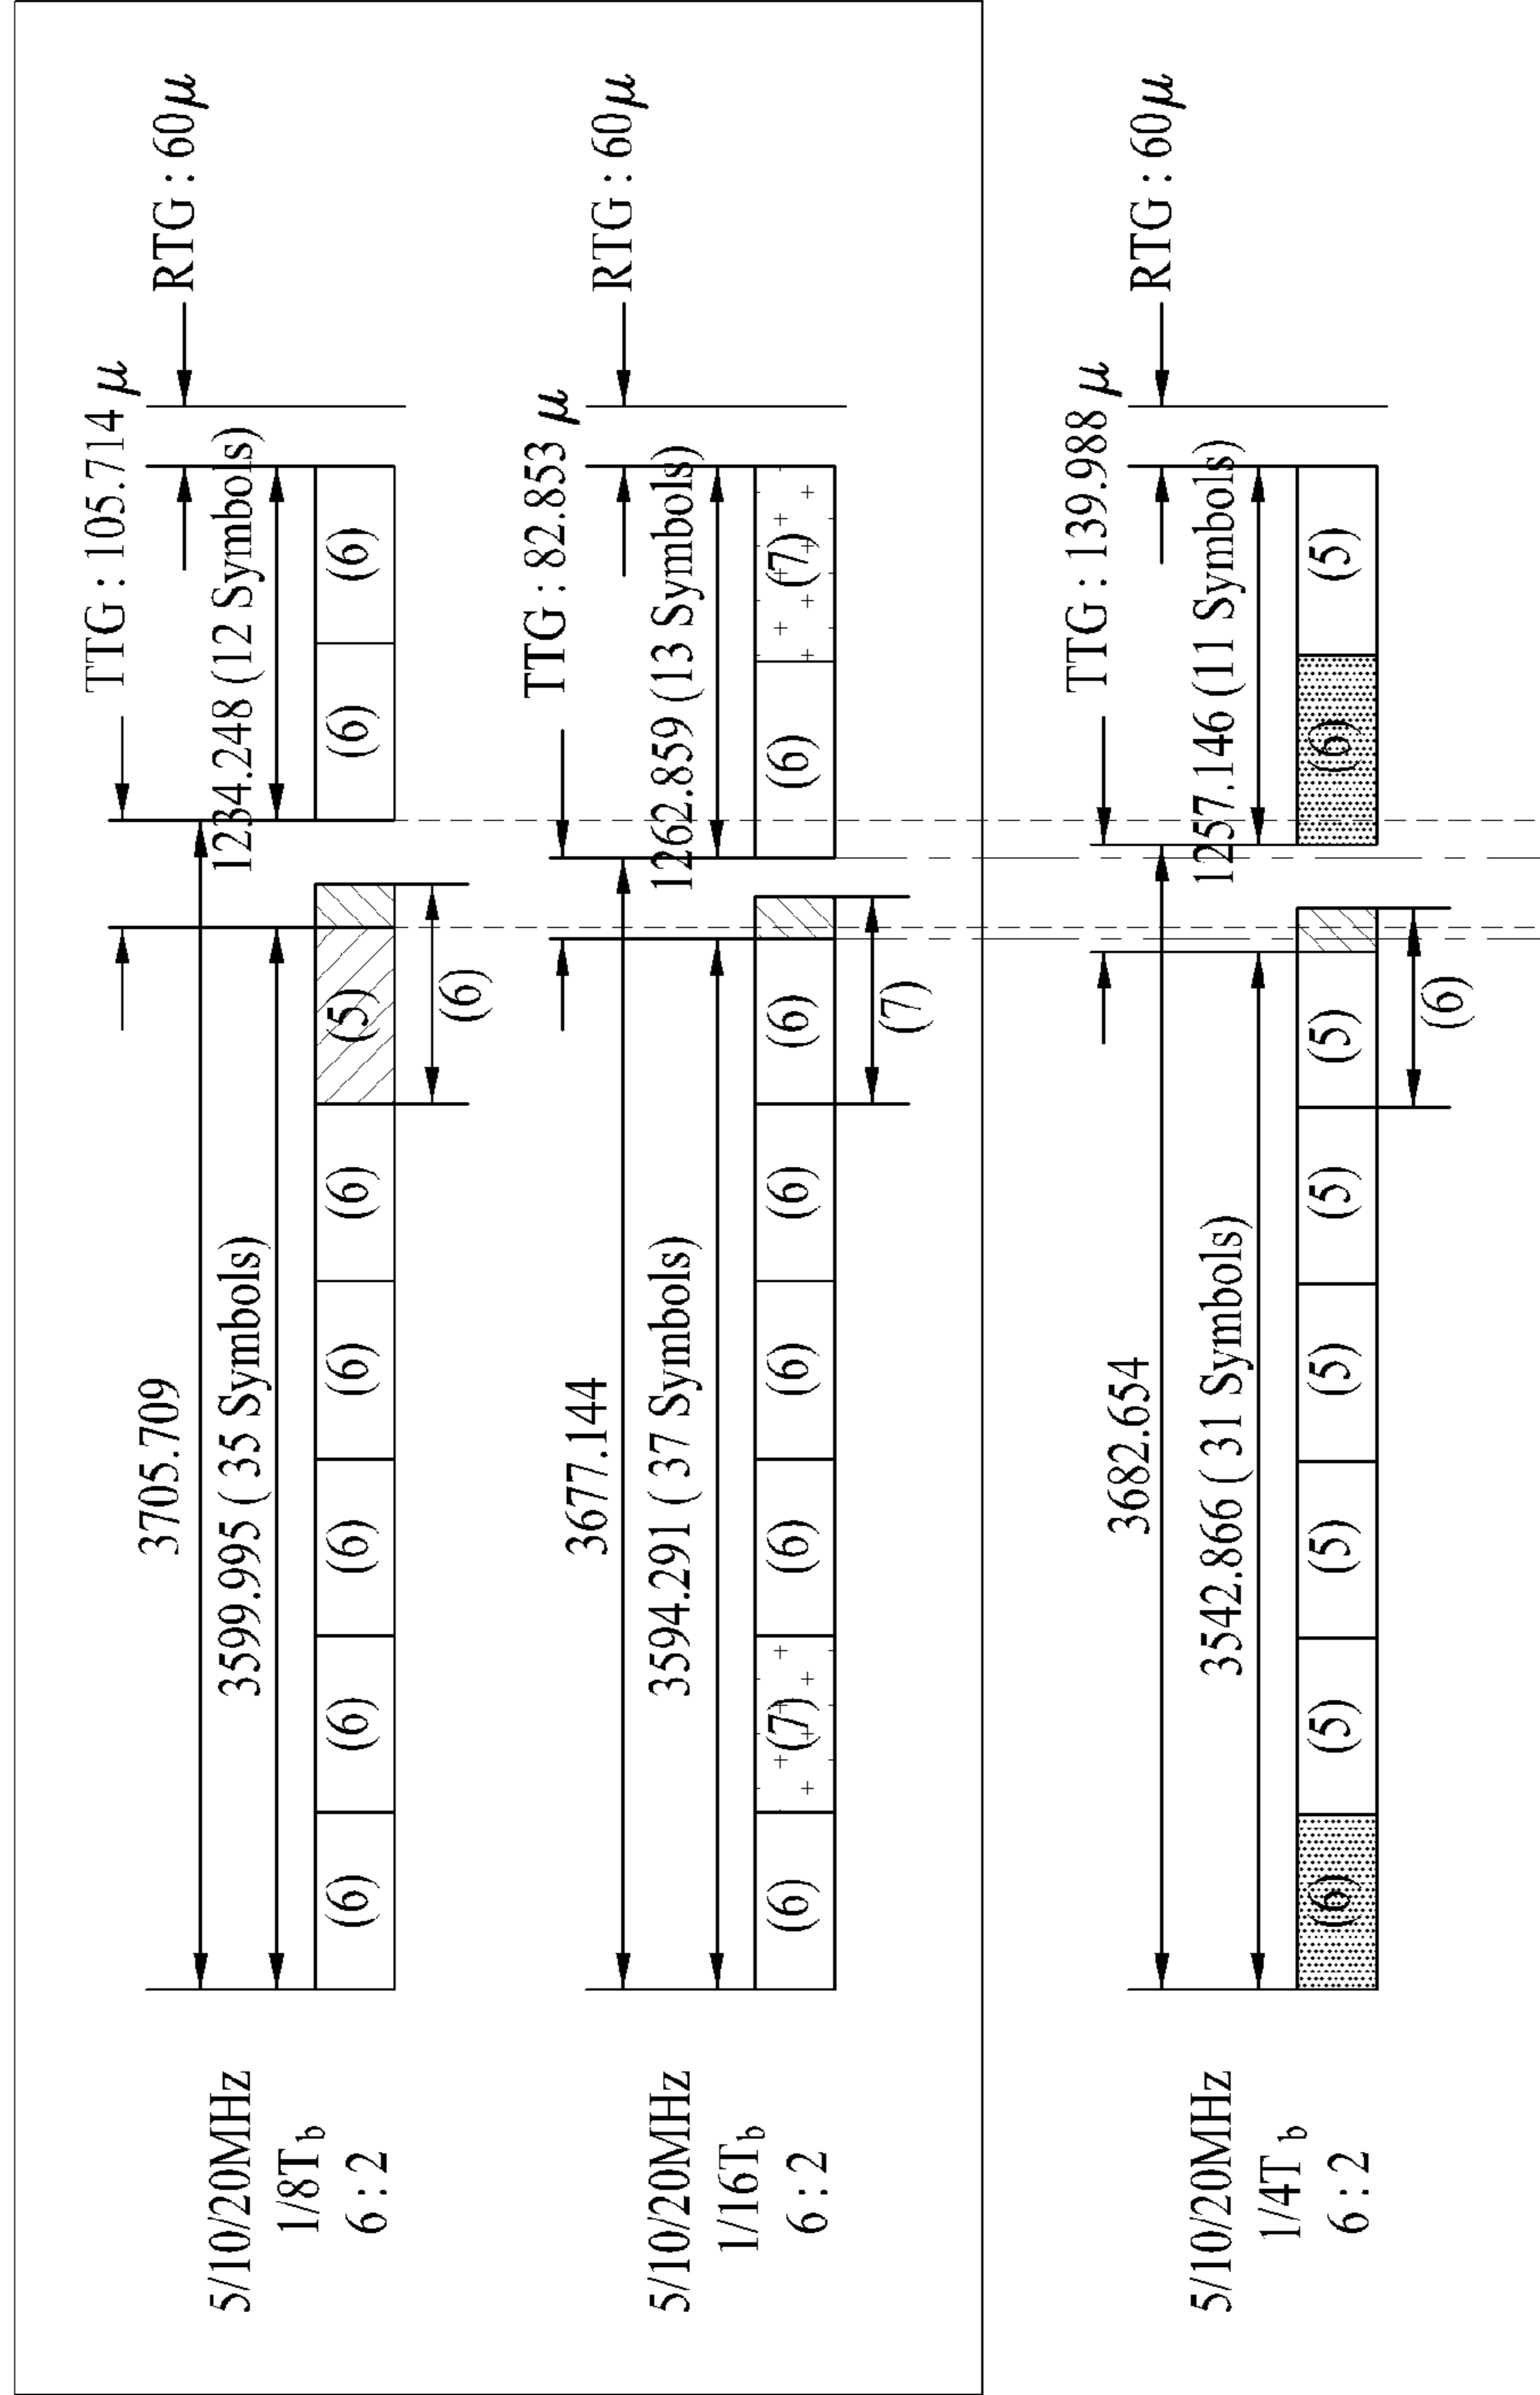 5/10/20MHz
1/8Tb
6 : 2
TTG : 105.714 μ
RTG : 60μ
3705.709
3599.995 ( 35 Symbols)
1234.248 (12 Symbols)
(6)
(6)
(6)
(6)
(6)
(5)
(6)
(6)
(6)
5/10/20MHz
1/16Tb
6 : 2
TTG : 82.853 μ
RTG : 60μ
3677.144
3594.291 ( 37 Symbols)
1262.859 (13 Symbols)
(6)
(7)
(6)
(6)
(6)
(6)
(6)
(7)
(7)
5/10/20MHz
1/4Tb
6 : 2
TTG : 139.988 μ
RTG : 60μ
3682.654
3542.866 ( 31 Symbols)
1257.146 (11 Symbols)
(6)
(5)
(5)
(5)
(5)
(5)
(6)
(5)
(6)